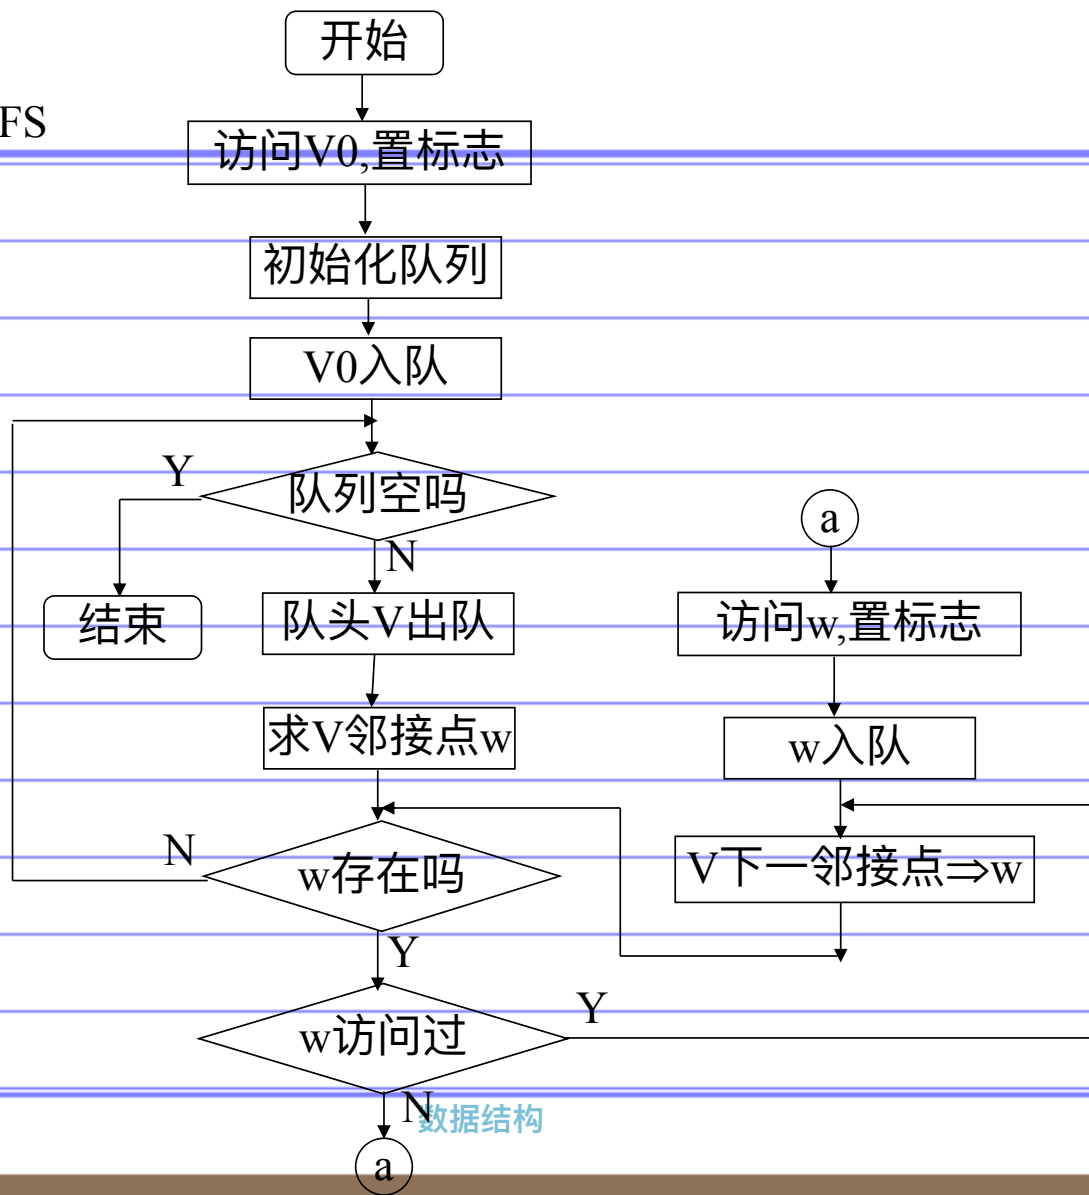 开始
FS
访问V0,置标志
初始化队列
V0入队
Y
队列空吗
N
a
结束
队头V出队
访问w,置标志
求V邻接点w
w入队
N
w存在吗
V下一邻接点⇒w
Y
w访问过
Y
N
数据结构
a